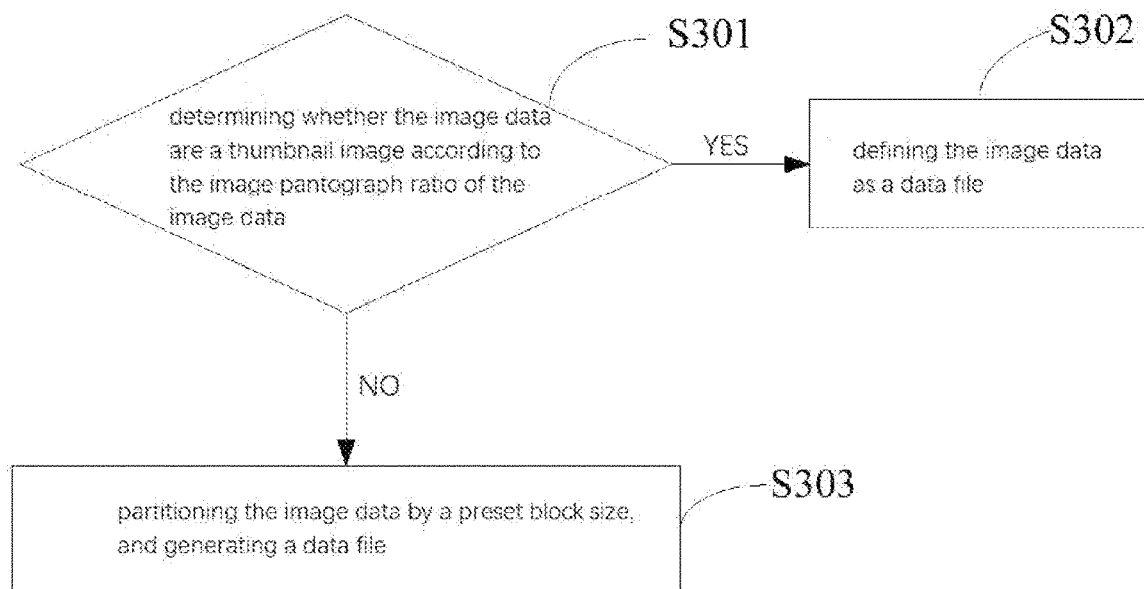 S301
S302
determining whether the image data
are a thumbnail image according to
the image pantograph ratio of the
image data
YES
defining the image data
as a data file
NO
S303
partitioning the image data by a preset block size,
and generating a data file